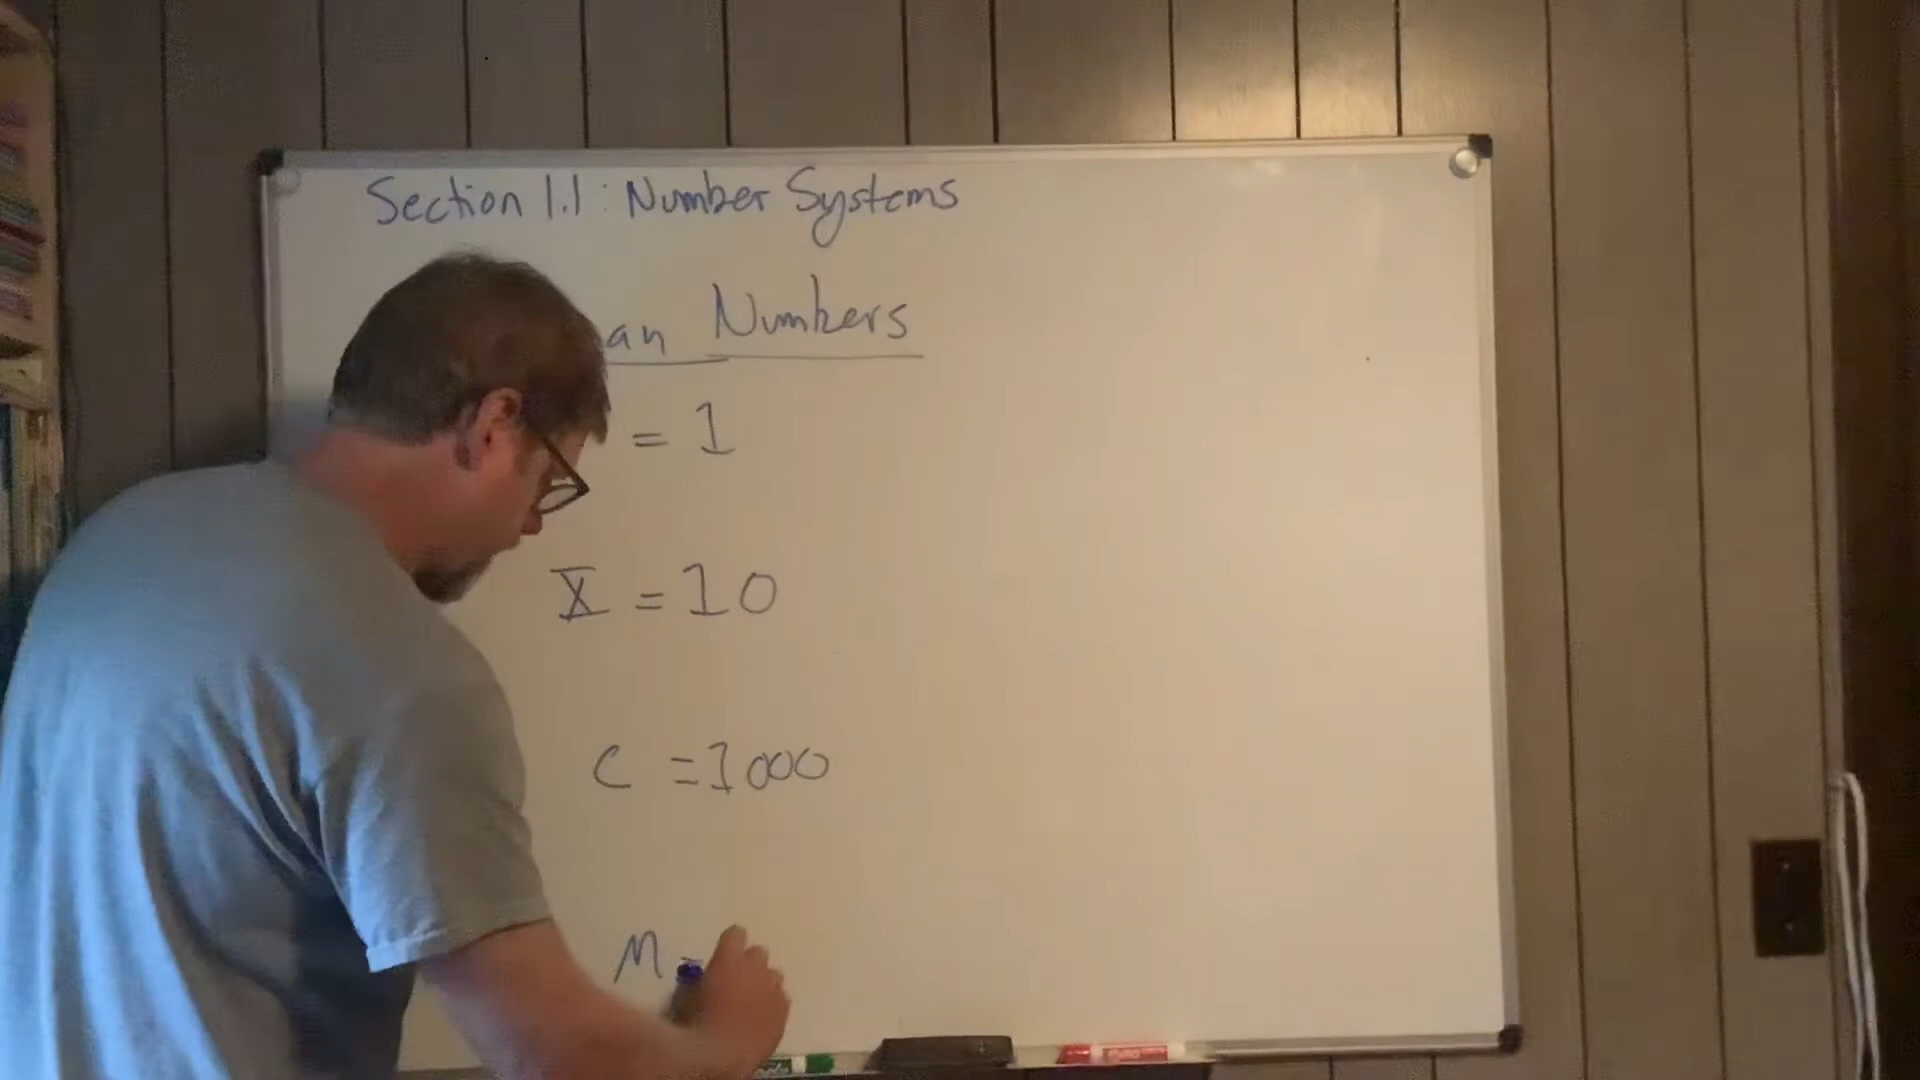 Section 1.1: Number Systems
an Numbers
= 1
X = 10
C = 1000
M =